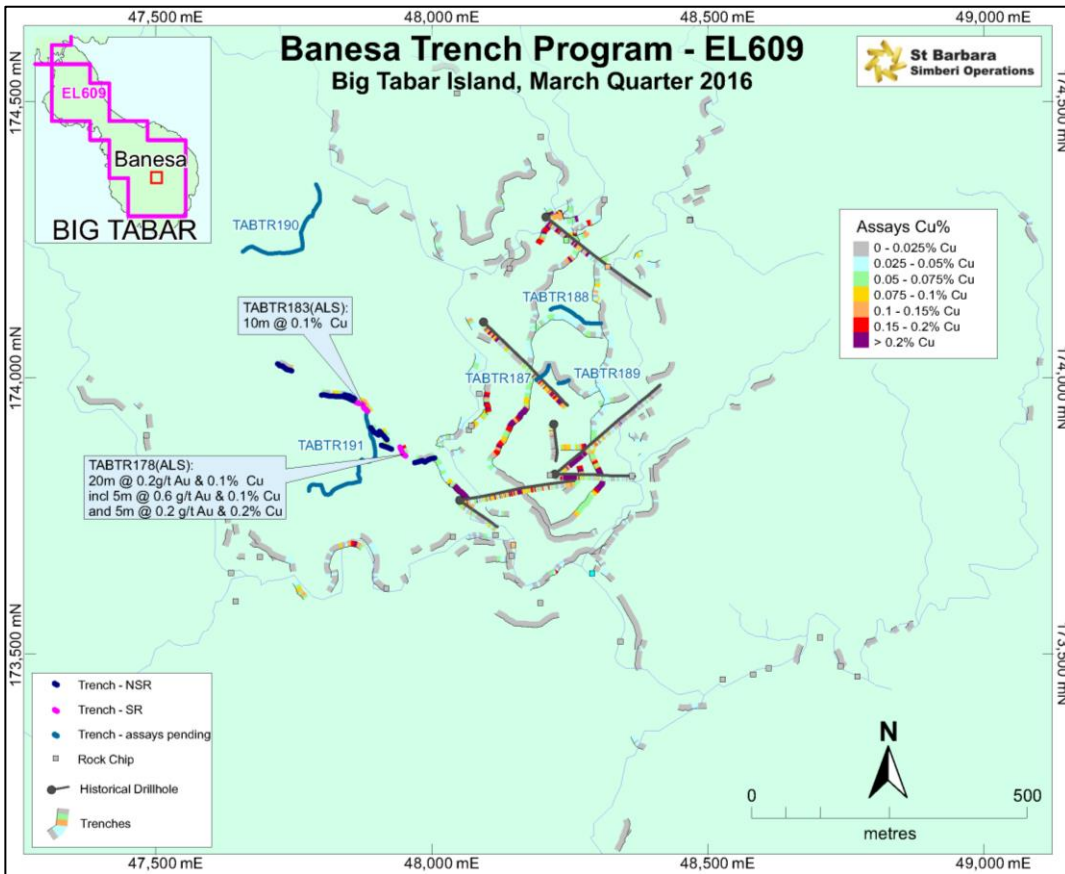 47,500 mE
48,000 mE
48,500 mE
49,000 mE
Banesa Trench Program - EL609
Big Tabar Island, March Quarter 2016
St Barbara
Simberi Operations
EL609
Banesa
BIG TABAR
174,500 mN
174,500 mN
TABTR190
Assays Cu%
0 - 0.025% Cu
0.025 - 0.05% Cu
0.05 - 0.075% Cu
0.075 - 0.1% Cu
0.1 - 0.15% Cu
0.15 - 0.2% Cu
> 0.2% Cu
TABTR183(ALS):
10m @ 0.1% Cu
TABTR188
174,000 mN
174,000 mN
TABTR187
TABTR189
TABTR191
TABTR178(ALS):
20m @ 0.2g/t Au & 0.1% Cu
incl 5m @ 0.6 g/t Au & 0.1% Cu
and 5m @ 0.2 g/t Au & 0.2% Cu
173,500 mN
173,500 mN
Trench - NSR
Trench - SR
Trench - assays pending
Rock Chip
Historical Drillhole
Trenches
N
0
500
metres
47,500 mE
48,000 mE
48,500 mE
49,000 mE